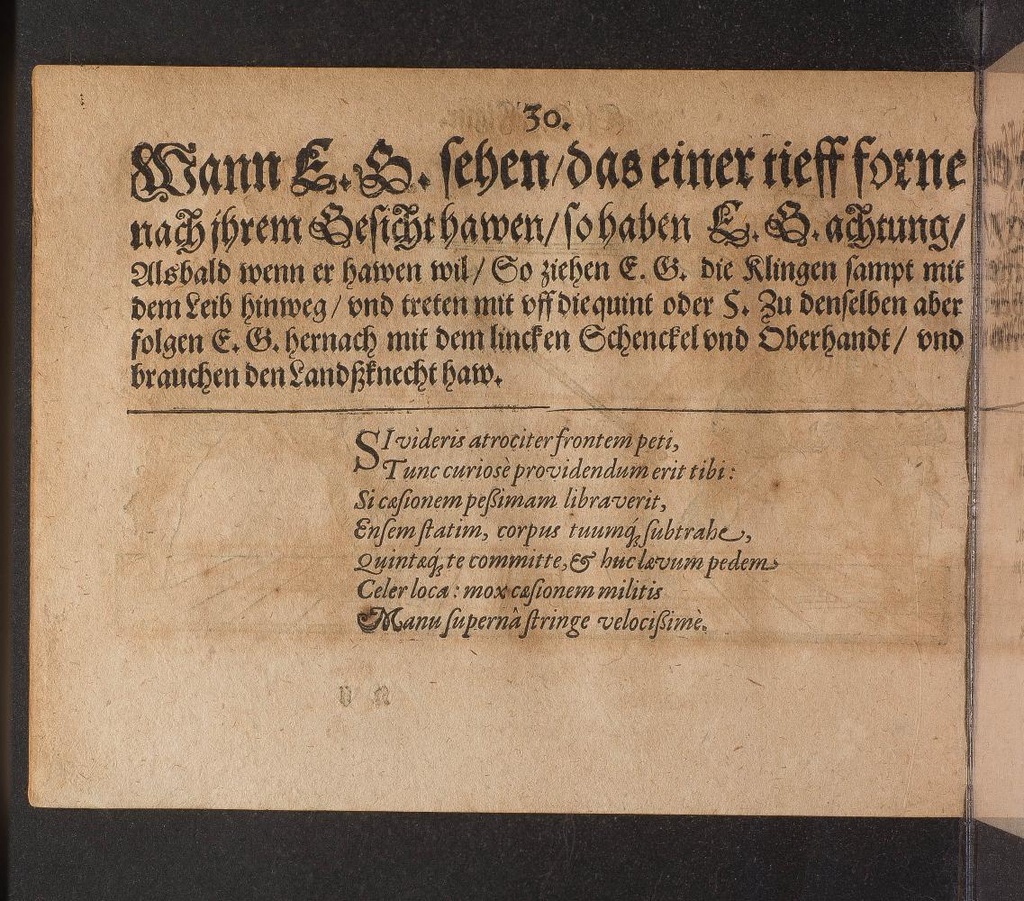 30.
Wann E. G. sehen/das einer tieff forne
nach jhrem Gesicht hawen/ so haben E. G. achtung/
Alsbald wenn er hawen wil/ So ziehen E. G. die Klingen sampt mit
dem Leib hinweg/ vnd treten mit vff die quint oder 5. Zu denselben aber
folgen E. G. hernach mit dem lincken Schenckel vnd Oberhandt/ vnd
brauchen den Landßknecht haw.
SI videris atrociter frontem peti,
Tunc curiosè providendum erit tibi:
Si cæsionem peßimam libraverit,
Ensem statim, corpus tuumq́; subtrahe,
Quintæq́; te committe, & huc lævum pedem
Celer loca: mox cæsionem militis
Manu supernâ stringe velocißimè.